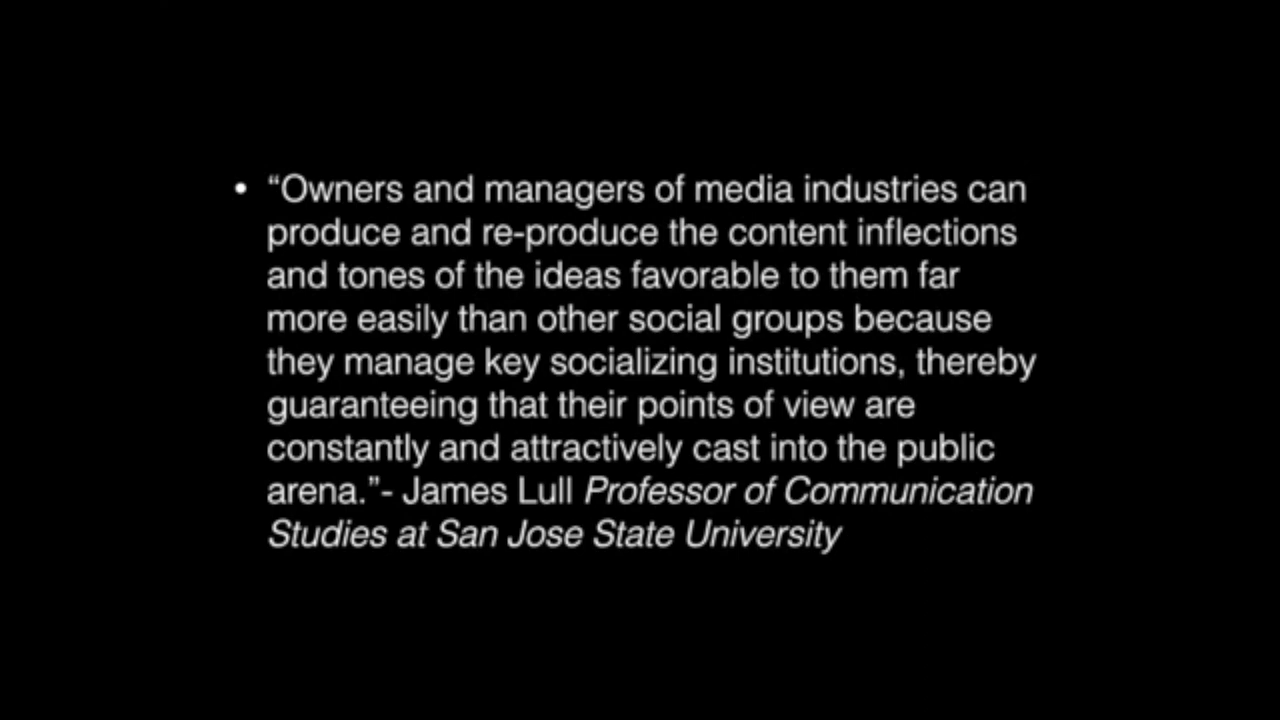 • “Owners and managers of media industries can
produce and re-produce the content inflections
and tones of the ideas favorable to them far
more easily than other social groups because
they manage key socializing institutions, thereby
guaranteeing that their points of view are
constantly and attractively cast into the public
arena.”- James Lull Professor of Communication
Studies at San Jose State University